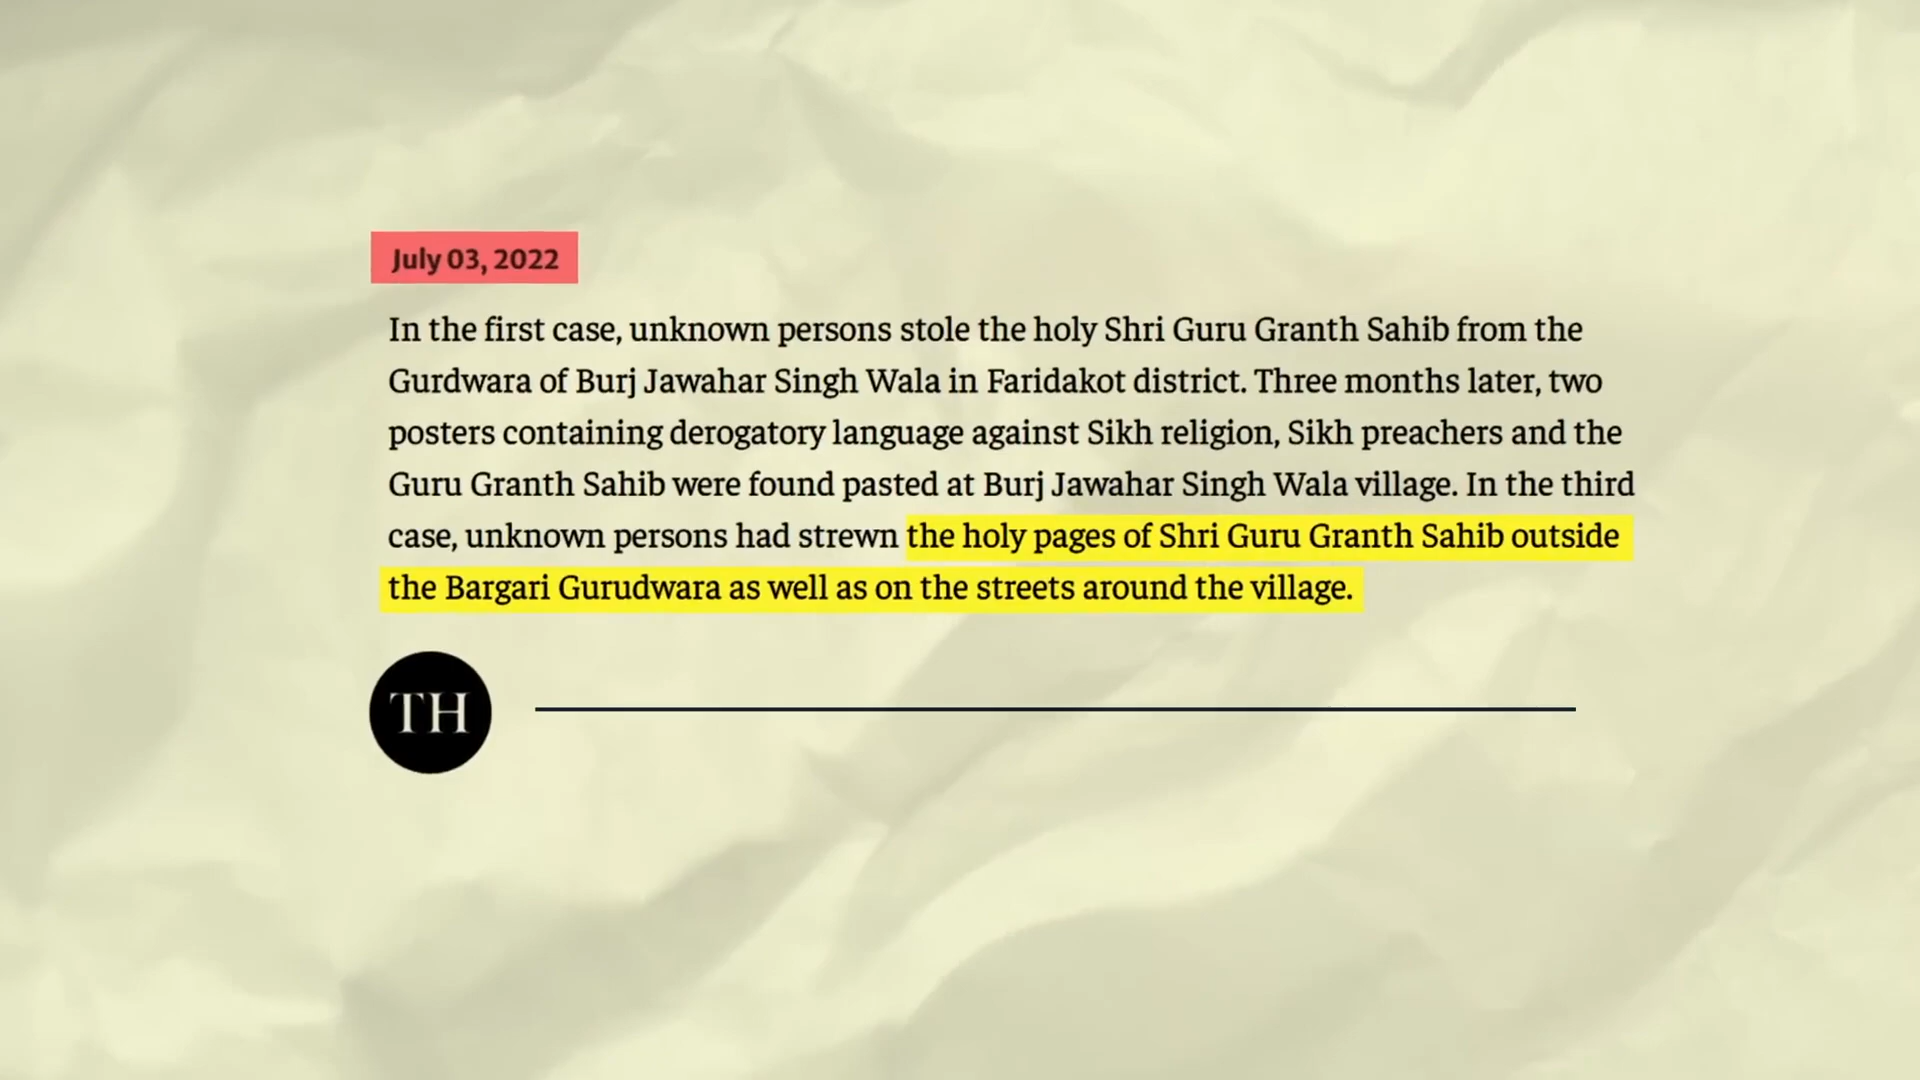 July 03, 2022
In the first case, unknown persons stole the holy Shri Guru Granth Sahib from the
Gurdwara of Burj Jawahar Singh Wala in Faridakot district. Three months later, two
posters containing derogatory language against Sikh religion, Sikh preachers and the
Guru Granth Sahib were found pasted at Burj Jawahar Singh Wala village. In the third
case, unknown persons had strewn the holy pages of Shri Guru Granth Sahib outside
the Bargari Gurudwara as well as on the streets around the village.
TH